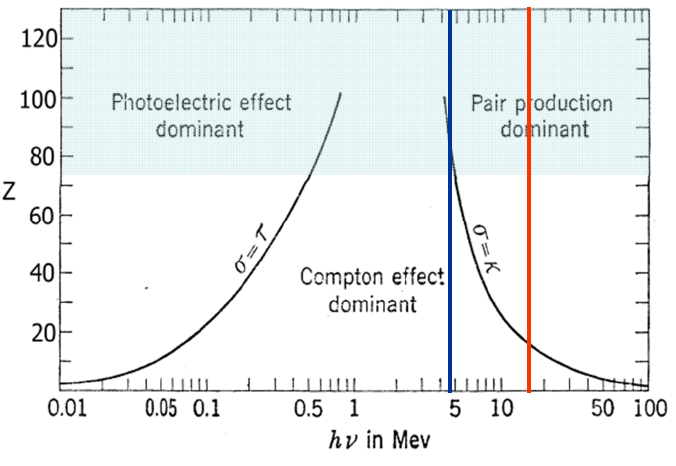 120
100
80
60
40
20
Z
Photoelectric effect
dominant
Pair production
dominant
σ=τ
σ=κ
Compton effect
dominant
0.01 0.05 0.1 0.5 1 5 10 50 100
hν in Mev